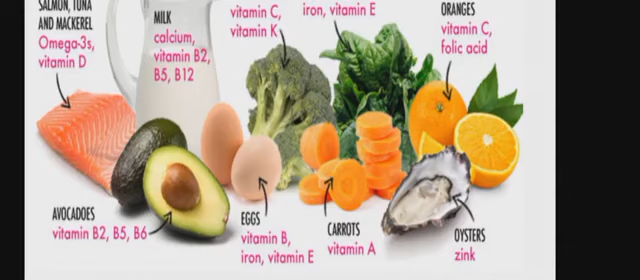 SALMON, TUNA
AND MACKEREL
Omega-3s,
vitamin D
MILK
calcium,
vitamin B2,
B5, B12
vitamin C,
vitamin K
iron, vitamin E
ORANGES
vitamin C,
folic acid
AVOCADOES
vitamin B2, B5, B6
EGGS
vitamin B,
iron, vitamin E
CARROTS
vitamin A
OYSTERS
zink